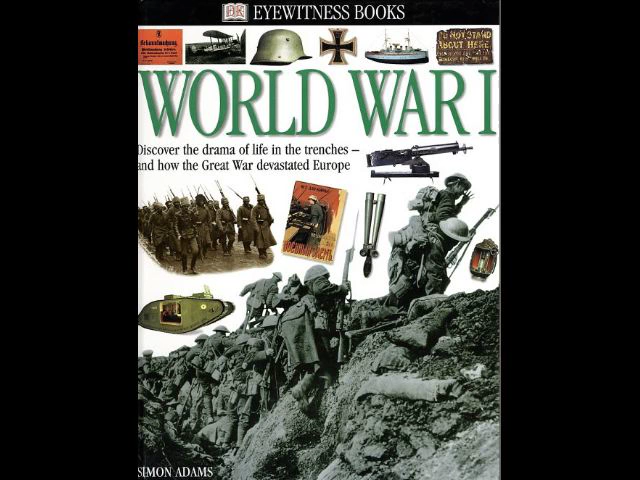 DK EYEWITNESS BOOKS
Bekanntmachung
DO NOT STAND
ABOUT HERE
WORLD WAR I
Discover the drama of life in the trenches –
and how the Great War devastated Europe
SIMON ADAMS